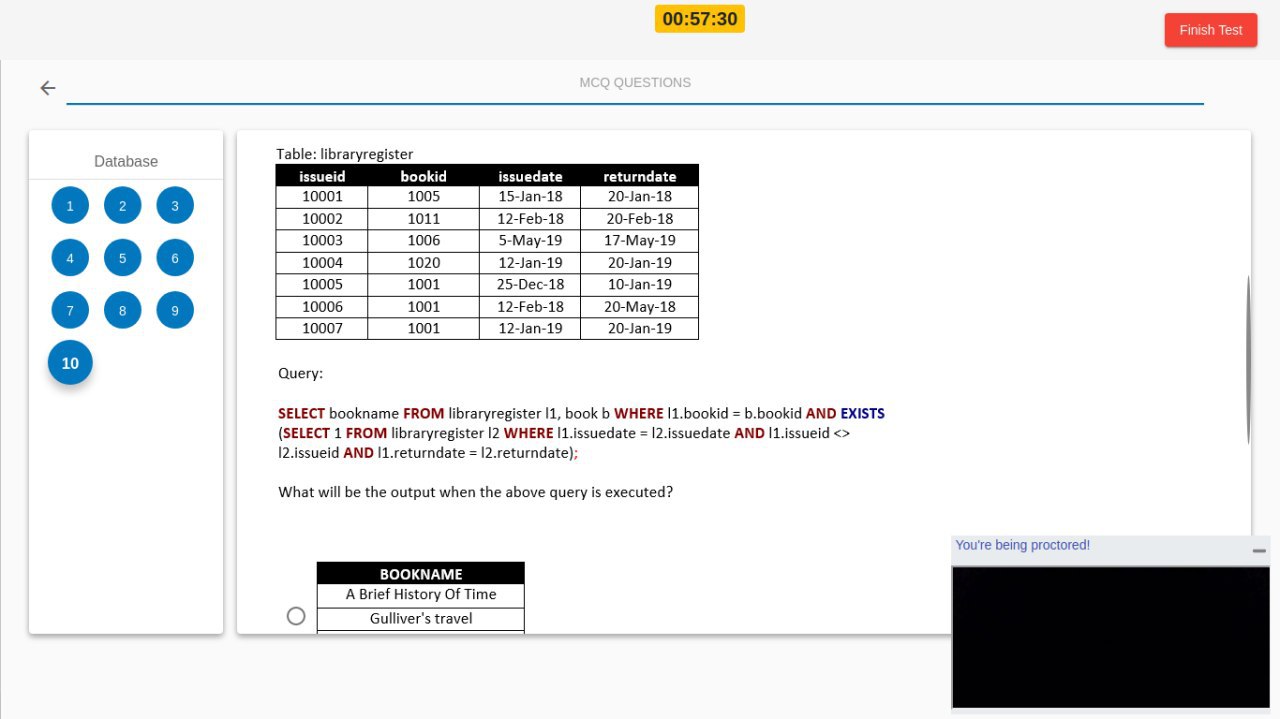 00:57:30
Finish Test
MCQ QUESTIONS
Database
1 2 3
4 5 6
7 8 9
10
Table: libraryregister
issueid bookid issuedate returndate
10001 1005 15-Jan-18 20-Jan-18
10002 1011 12-Feb-18 20-Feb-18
10003 1006 5-May-19 17-May-19
10004 1020 12-Jan-19 20-Jan-19
10005 1001 25-Dec-18 10-Jan-19
10006 1001 12-Feb-18 20-May-18
10007 1001 12-Jan-19 20-Jan-19
Query:
SELECT bookname FROM libraryregister l1, book b WHERE l1.bookid = b.bookid AND EXISTS
(SELECT 1 FROM libraryregister l2 WHERE l1.issuedate = l2.issuedate AND l1.issueid <>
l2.issueid AND l1.returndate = l2.returndate);
What will be the output when the above query is executed?
BOOKNAME
A Brief History Of Time
Gulliver's travel
You're being proctored!